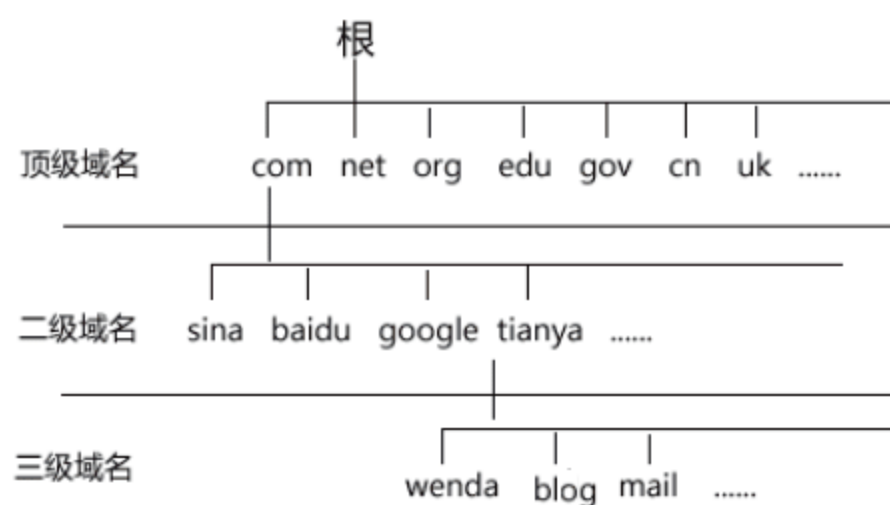 根
顶级域名 com net org edu gov cn uk ......
二级域名 sina baidu google tianya ......
三级域名 wenda blog mail ......